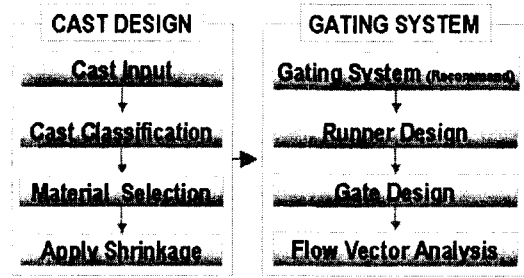 CAST DESIGN
Cast Input
Cast Classification
Material Selection
Apply Shrinkage
GATING SYSTEM
Gating System (Recommand)
Runner Design
Gate Design
Flow Vector Analysis